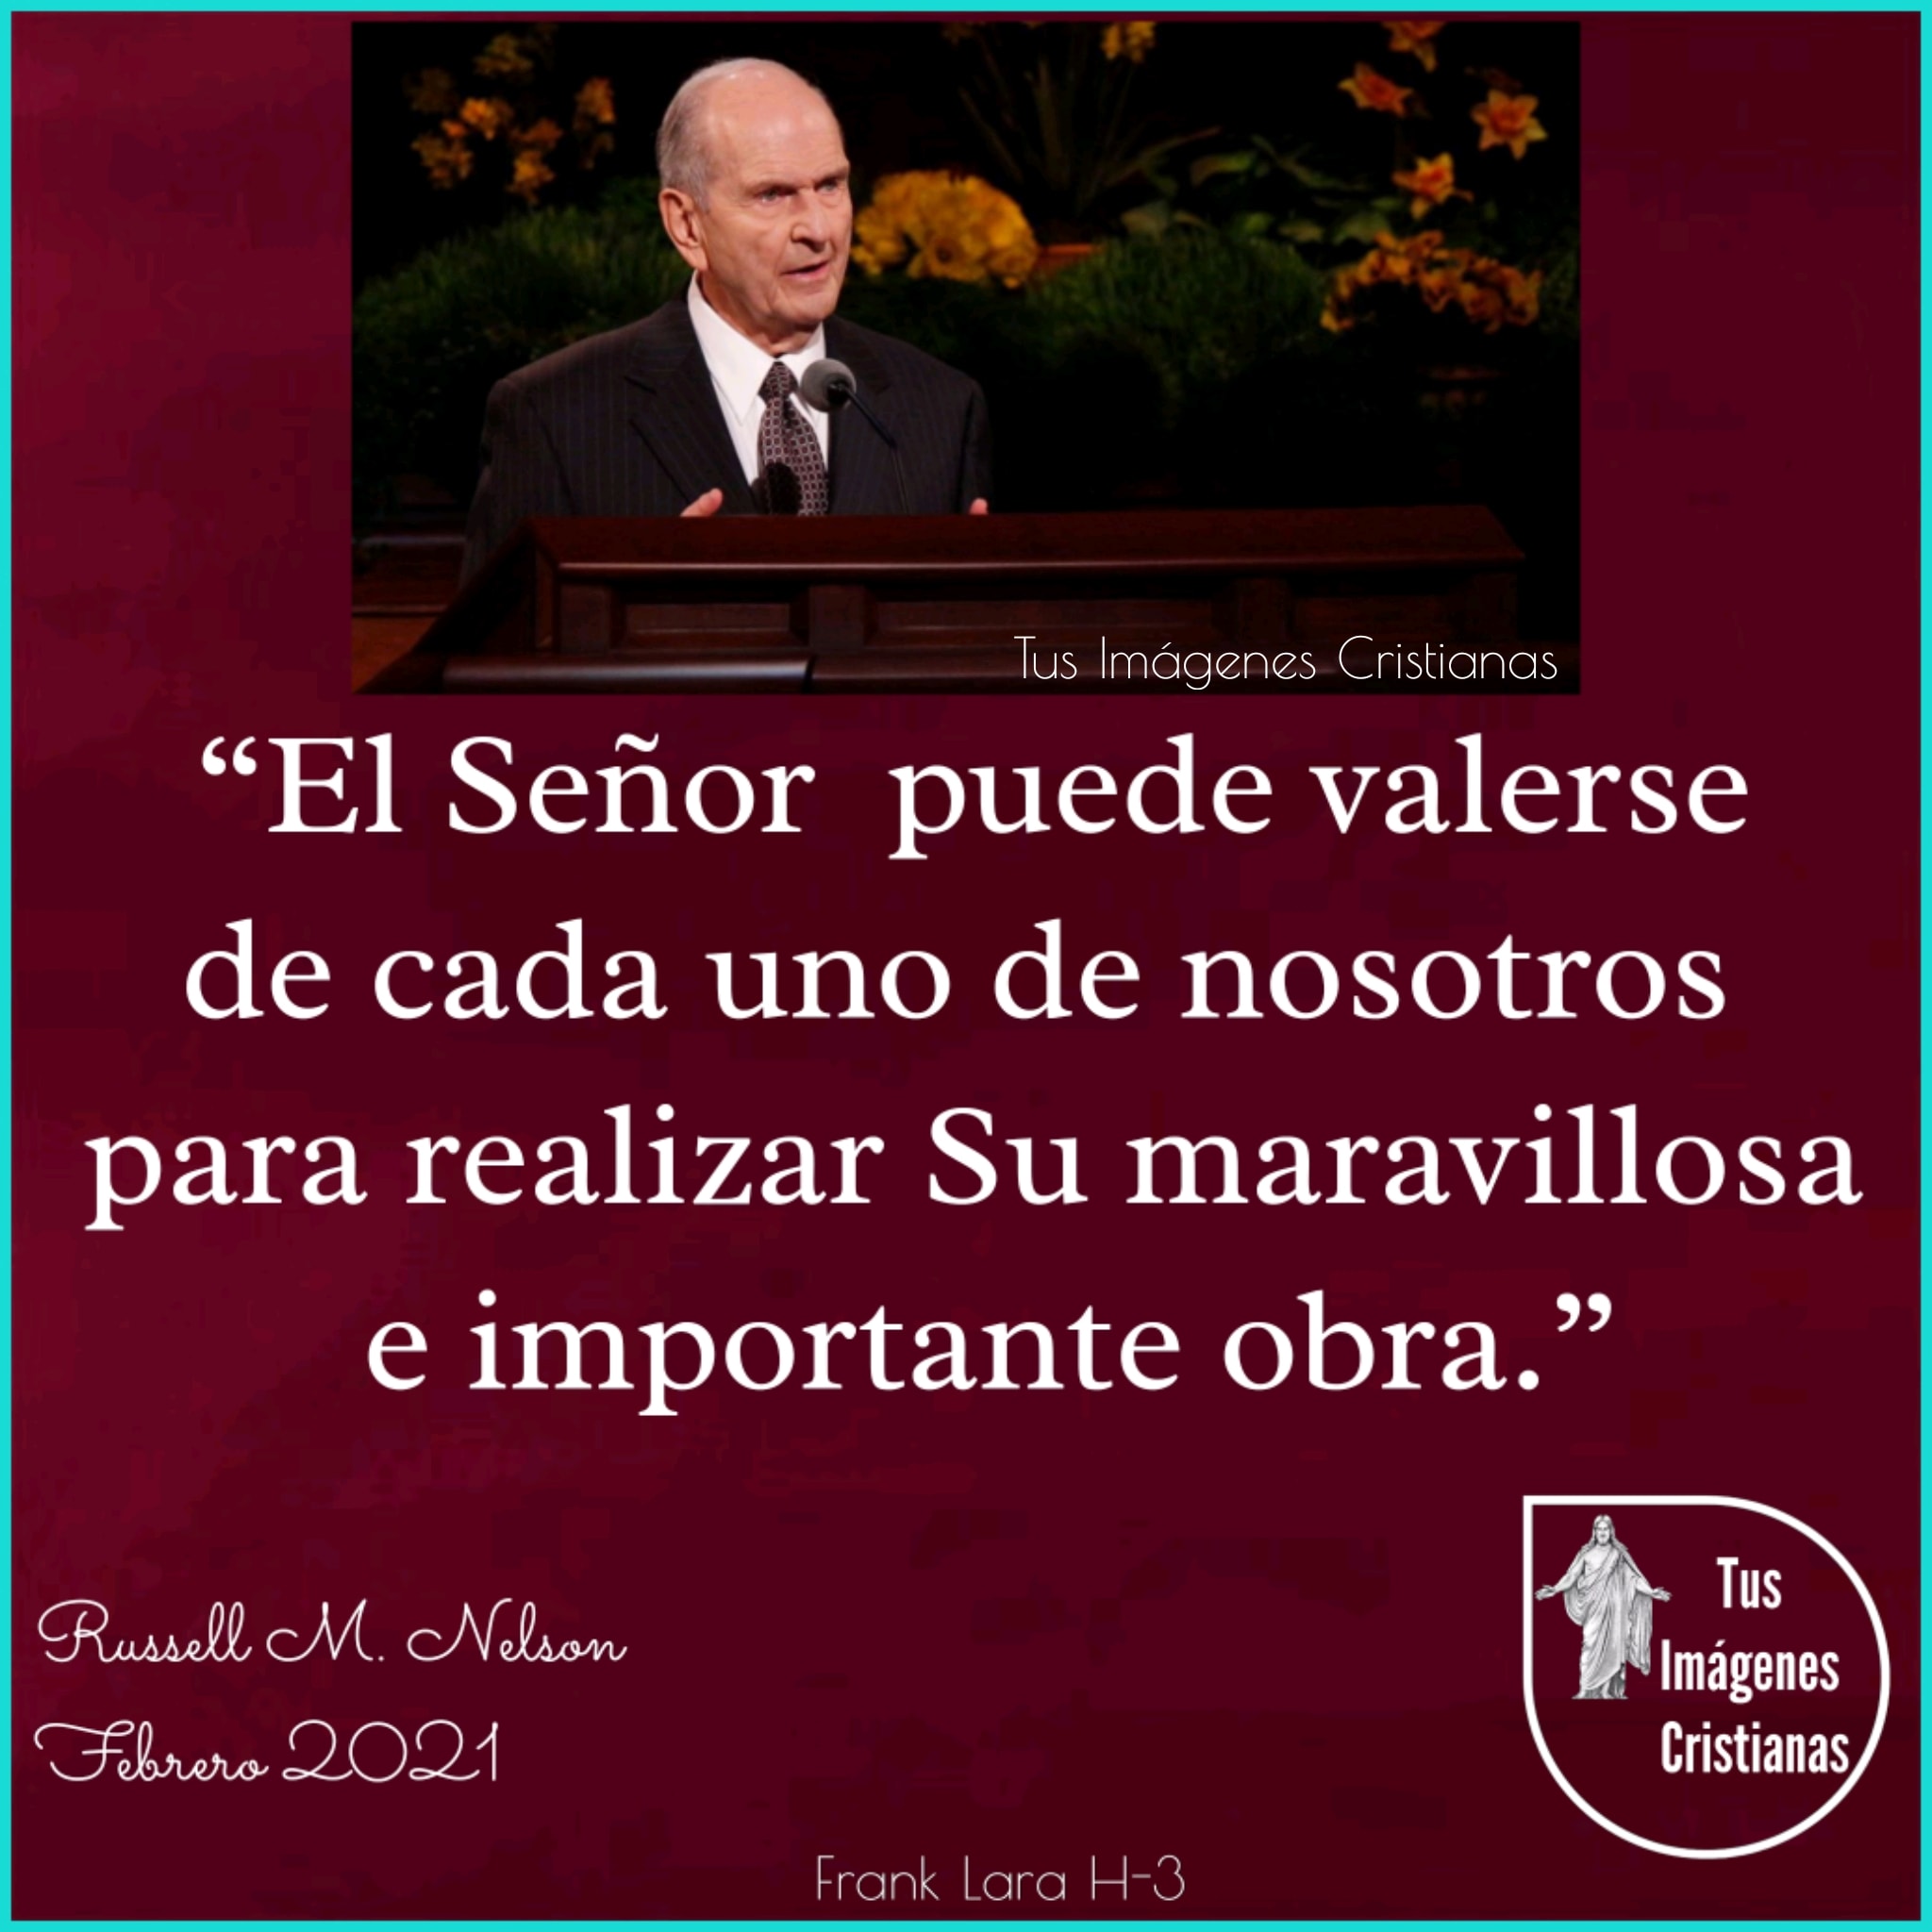 Tus Imágenes Cristianas
“El Señor  puede valerse
de cada uno de nosotros
para realizar Su maravillosa
e importante obra.”
Russell M. Nelson
Febrero 2021
Tus
Imágenes
Cristianas
Frank Lara H-3